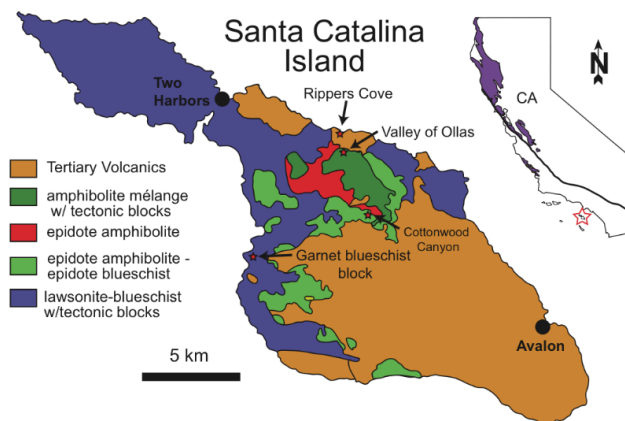 Santa Catalina
Island
N
CA
Two
Harbors
Rippers Cove
Valley of Ollas
Tertiary Volcanics
amphibolite mélange
w/ tectonic blocks
epidote amphibolite
epidote amphibolite -
epidote blueschist
lawsonite-blueschist
w/tectonic blocks
Cottonwood
Canyon
Garnet blueschist
block
Avalon
5 km